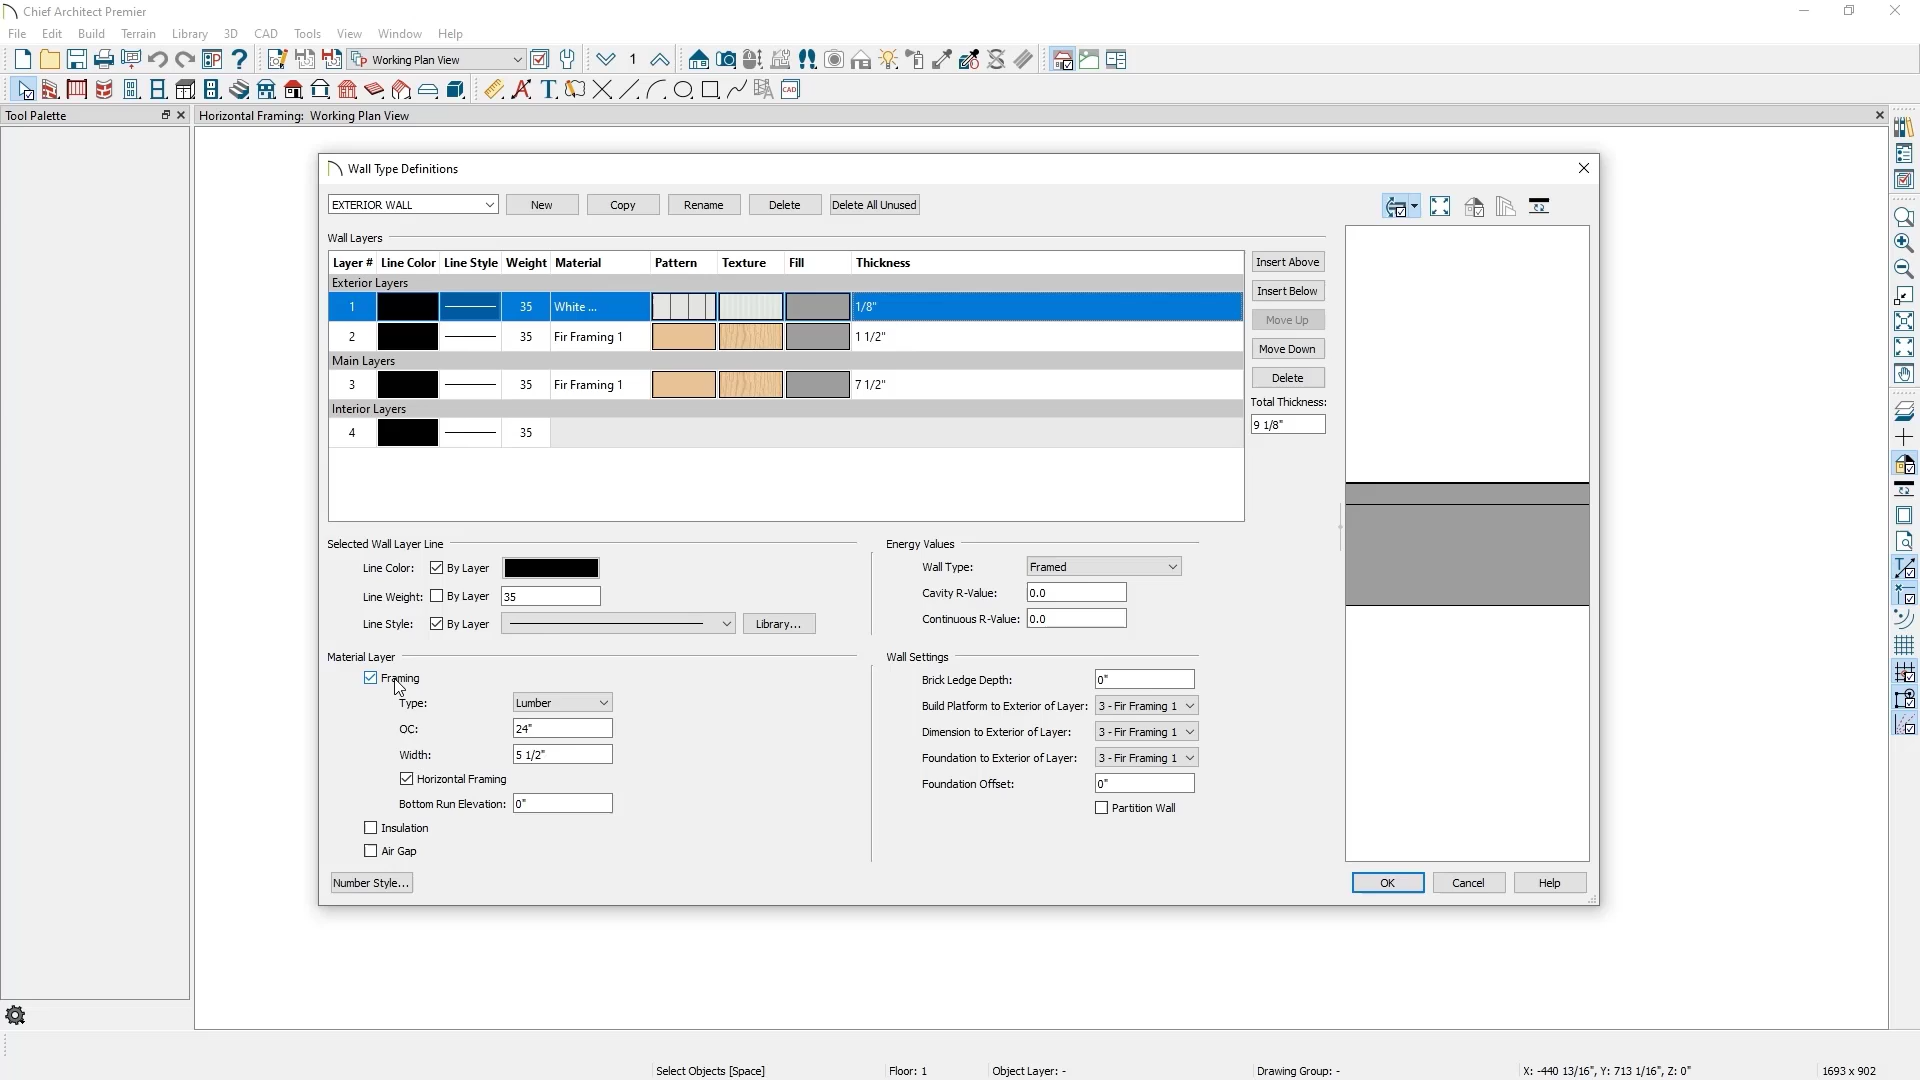 Chief Architect Premier
File Edit Build Terrain Library 3D Tools View Window Help
Working Plan View 1
CAD
Tool Palette Horizontal Framing: Working Plan View
Wall Type Definitions
EXTERIOR WALL New Copy Rename Delete Delete All Unused
Wall Layers
Layer # Line Color Line Style Weight Material Pattern Texture Fill Thickness
Exterior Layers
1 35 White ... 1/8"
2 35 Fir Framing 1 1 1/2"
Main Layers
3 35 Fir Framing 1 7 1/2"
Interior Layers
4 35
Insert Above
Insert Below
Move Up
Move Down
Delete
Total Thickness:
9 1/8"
Selected Wall Layer Line
Line Color: By Layer
Line Weight: By Layer 35
Line Style: By Layer Library...
Energy Values
Wall Type: Framed
Cavity R-Value: 0.0
Continuous R-Value: 0.0
Material Layer
Framing
Type: Lumber
OC: 24"
Width: 5 1/2"
Horizontal Framing
Bottom Run Elevation: 0"
Insulation
Air Gap
Wall Settings
Brick Ledge Depth: 0"
Build Platform to Exterior of Layer: 3 - Fir Framing 1
Dimension to Exterior of Layer: 3 - Fir Framing 1
Foundation to Exterior of Layer: 3 - Fir Framing 1
Foundation Offset: 0"
Partition Wall
Number Style... OK Cancel Help
Select Objects [Space] Floor: 1 Object Layer: - Drawing Group: - X: -440 13/16", Y: 713 1/16", Z: 0" 1693 x 902